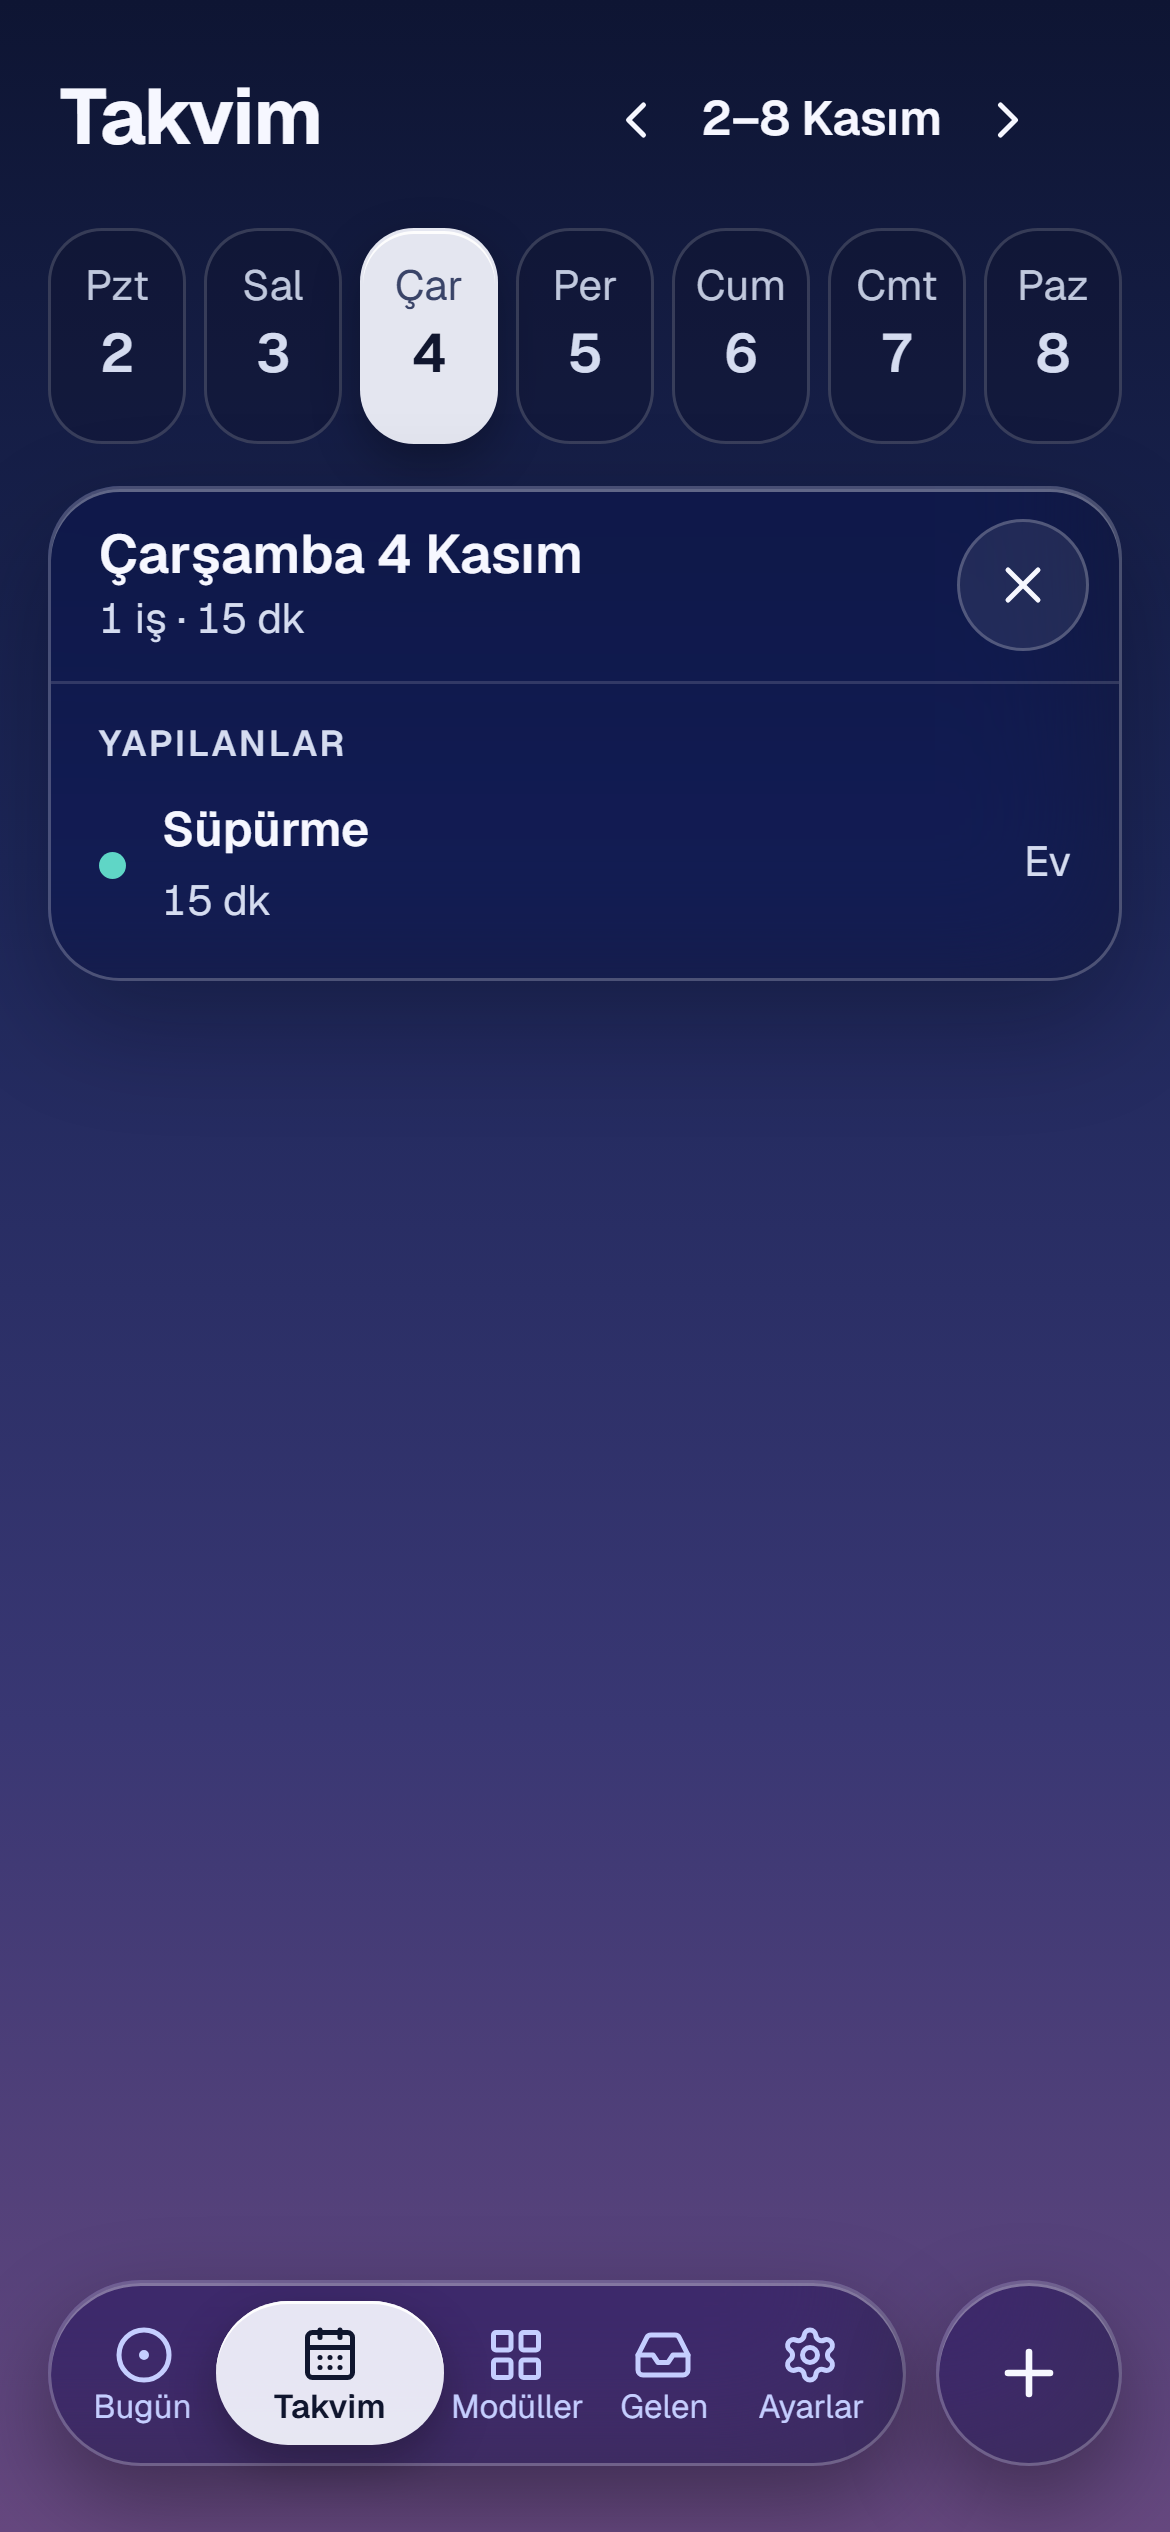 Takvim
2–8 Kasım
Pzt Sal Çar Per Cum Cmt Paz
2 3 4 5 6 7 8
Çarşamba 4 Kasım
1 iş · 15 dk
YAPILANLAR
Süpürme
15 dk
Ev
Bugün Takvim Modüller Gelen Ayarlar